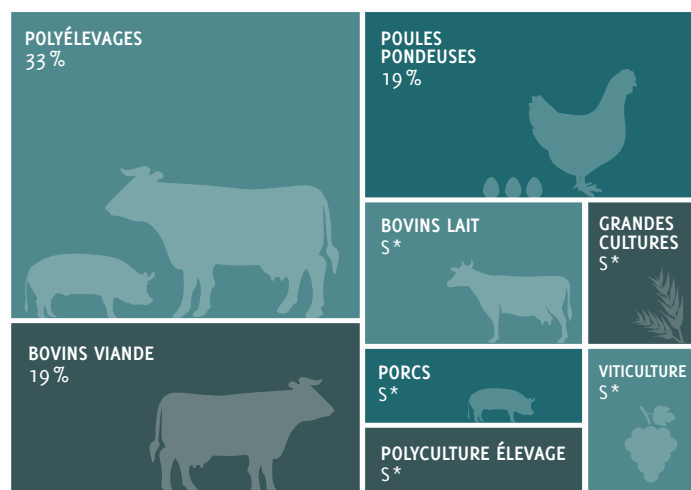 POLYÉLEVAGES
33 %
POULES
PONDEUSES
19 %
BOVINS LAIT
S*
GRANDES
CULTURES
S*
BOVINS VIANDE
19 %
PORCS
S*
VITICULTURE
S*
POLYCULTURE ÉLEVAGE
S*